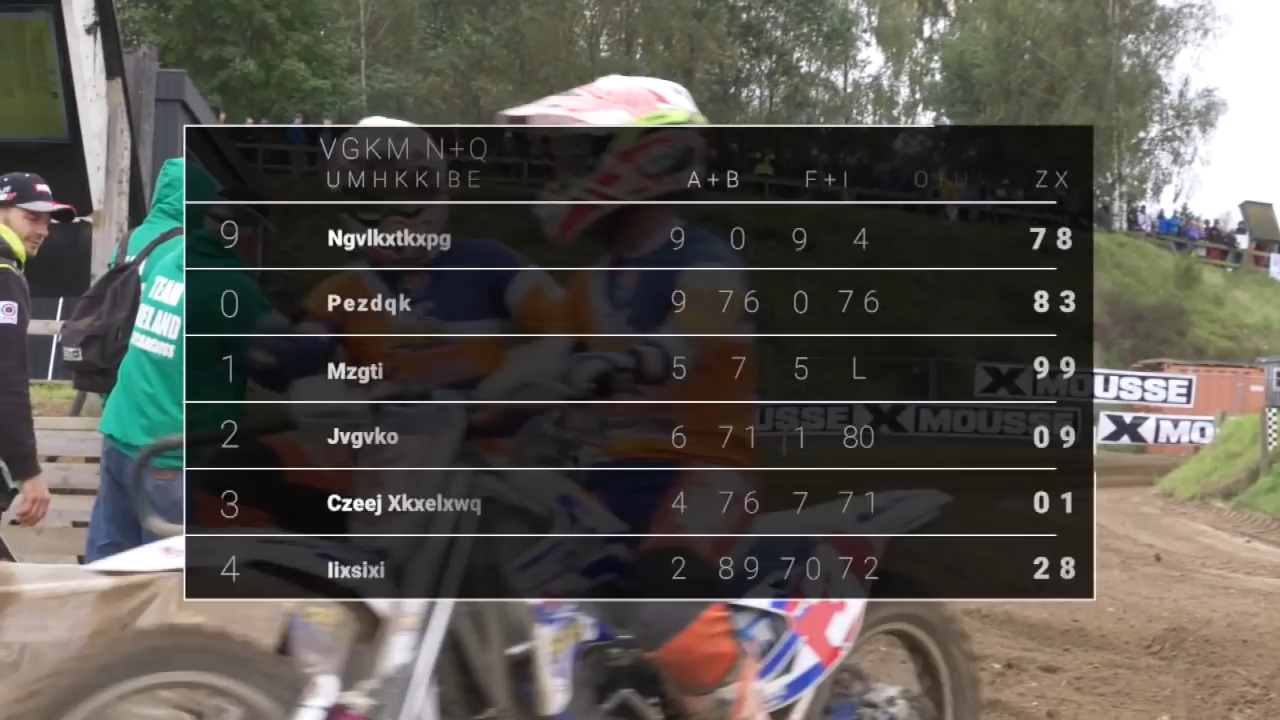 VGKM N+Q
UMHKKIBE A+B F+I O+U ZX
9 Ngvlkxtkxpg 9 0 9 4 78
0 Pezdqk 9 76 0 76 83
1 Mzgti 5 7 5 L 99
2 Jvgvko 6 71 1 80 09
3 Czeej Xkxelxwq 4 76 7 71 01
4 Iixsixi 2 89 70 72 28
TEAM
X MOUSSE
X MOUSSE
X MO